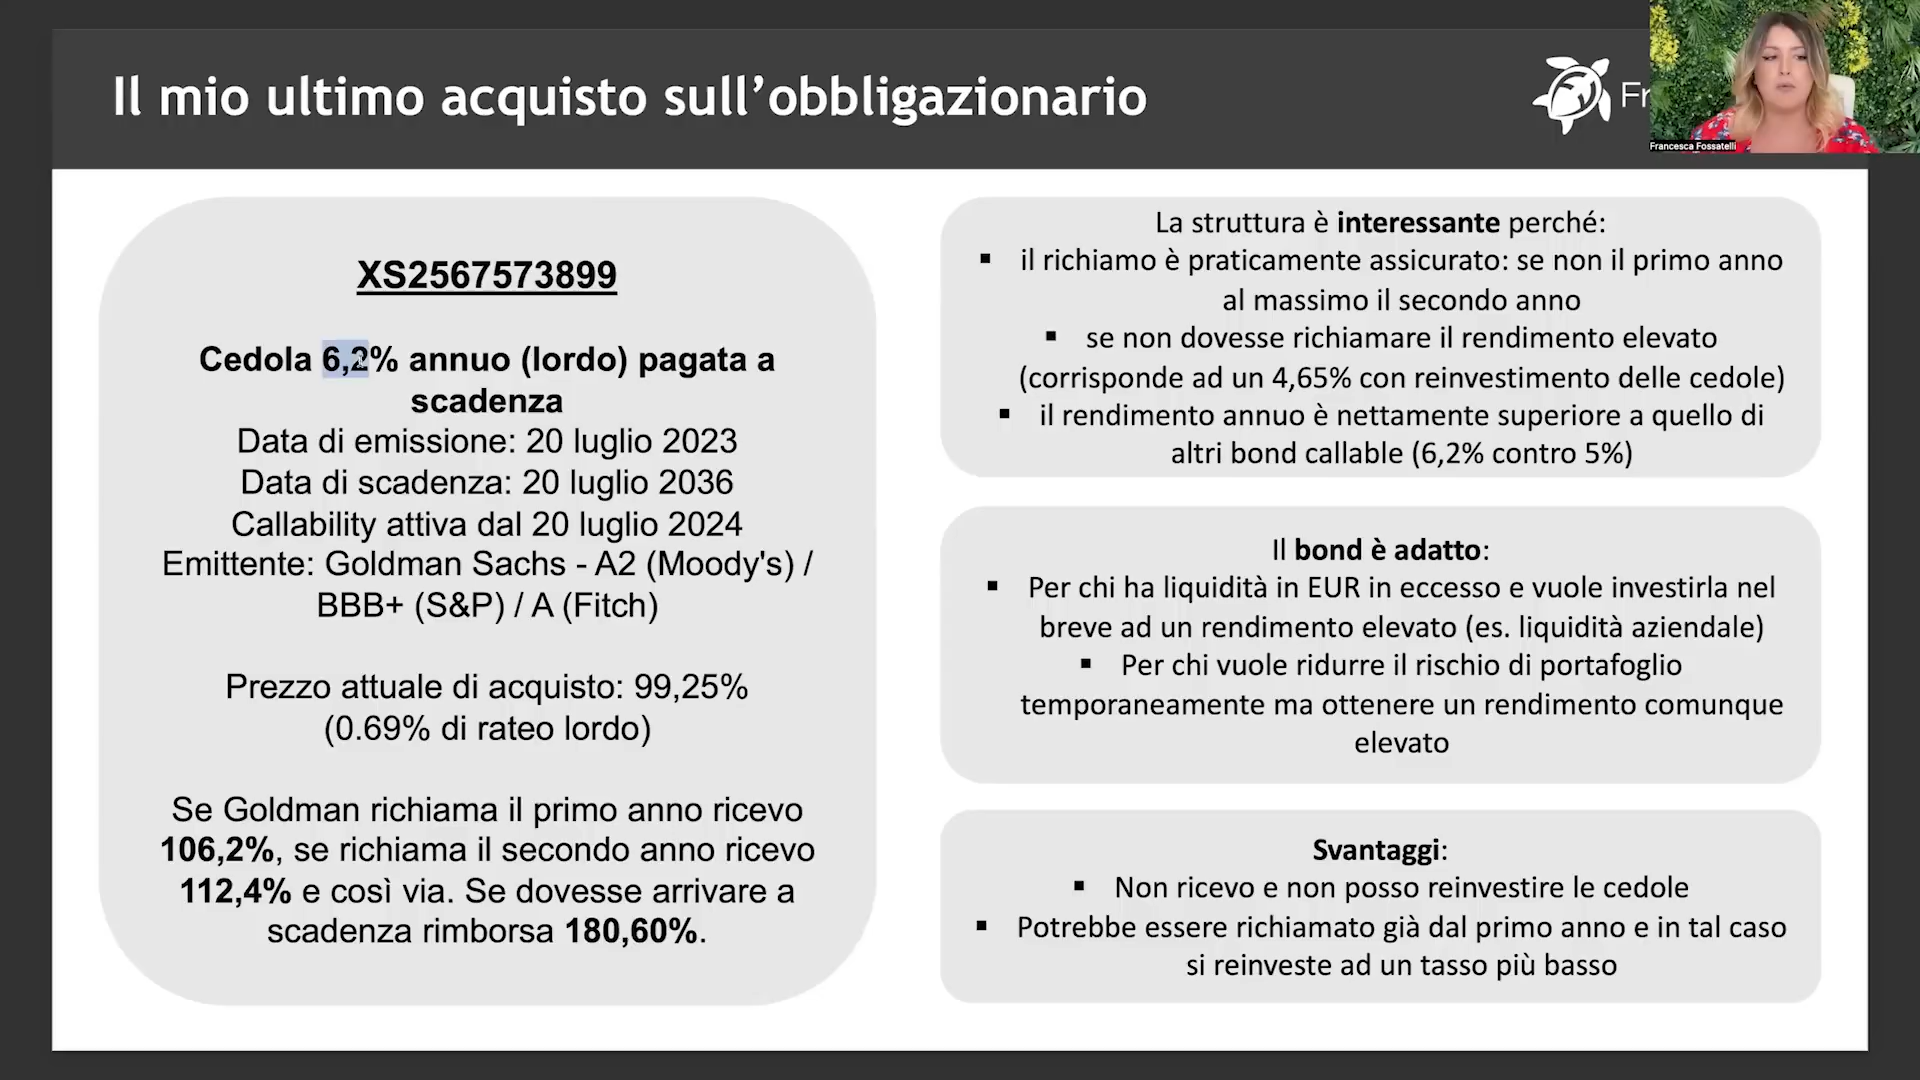 Il mio ultimo acquisto sull’obbligazionario
Fr
Francesca Fossatelli
XS2567573899
Cedola 6,2% annuo (lordo) pagata a
scadenza
Data di emissione: 20 luglio 2023
Data di scadenza: 20 luglio 2036
Callability attiva dal 20 luglio 2024
Emittente: Goldman Sachs - A2 (Moody's) /
BBB+ (S&P) / A (Fitch)
Prezzo attuale di acquisto: 99,25%
(0.69% di rateo lordo)
Se Goldman richiama il primo anno ricevo
106,2%, se richiama il secondo anno ricevo
112,4% e così via. Se dovesse arrivare a
scadenza rimborsa 180,60%.
La struttura è interessante perché:
▪ il richiamo è praticamente assicurato: se non il primo anno
al massimo il secondo anno
▪ se non dovesse richiamare il rendimento elevato
(corrisponde ad un 4,65% con reinvestimento delle cedole)
▪ il rendimento annuo è nettamente superiore a quello di
altri bond callable (6,2% contro 5%)
Il bond è adatto:
▪ Per chi ha liquidità in EUR in eccesso e vuole investirla nel
breve ad un rendimento elevato (es. liquidità aziendale)
▪ Per chi vuole ridurre il rischio di portafoglio
temporaneamente ma ottenere un rendimento comunque
elevato
Svantaggi:
▪ Non ricevo e non posso reinvestire le cedole
▪ Potrebbe essere richiamato già dal primo anno e in tal caso
si reinveste ad un tasso più basso